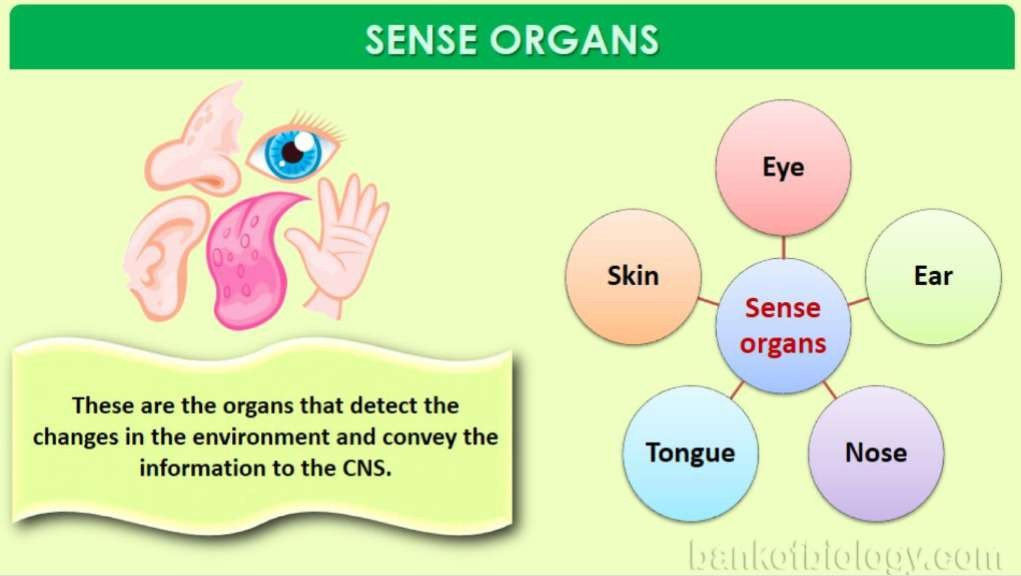 SENSE ORGANS
These are the organs that detect the
changes in the environment and convey the
information to the CNS.
Eye
Skin
Ear
Sense
organs
Tongue
Nose
bankofbiology.com